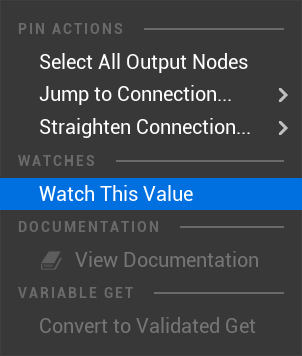 PIN ACTIONS
Select All Output Nodes
Jump to Connection...
Straighten Connection...
WATCHES
Watch This Value
DOCUMENTATION
View Documentation
VARIABLE GET
Convert to Validated Get